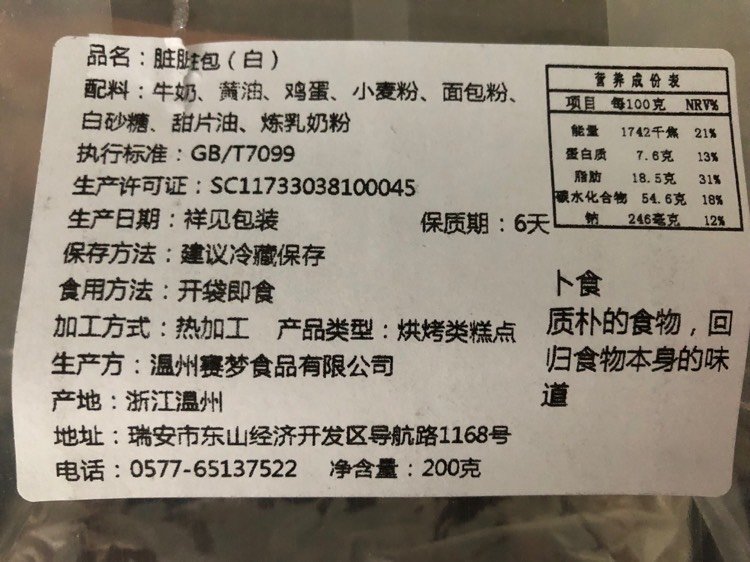 品名：脏脏包（白）
配料：牛奶、黄油、鸡蛋、小麦粉、面包粉、
白砂糖、甜片油、炼乳奶粉
执行标准：GB/T7099
生产许可证：SC11733038100045
生产日期：祥见包装 保质期：6天
保存方法：建议冷藏保存
食用方法：开袋即食
加工方式：热加工 产品类型：烘烤类糕点
生产方：温州赛梦食品有限公司
产地：浙江温州
地址：瑞安市东山经济开发区导航路1168号
电话：0577-65137522 净含量：200克
营养成份表
项目 每100克 NRV%
能量 1742千焦 21%
蛋白质 7.6克 13%
脂肪 18.5克 31%
碳水化合物 54.6克 18%
钠 246毫克 12%
卜食
质朴的食物，回
归食物本身的味
道